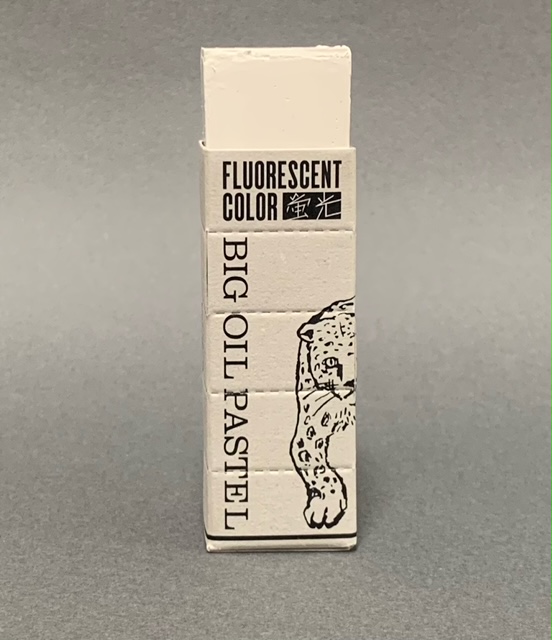 FLUORESCENT
COLOR 蛍光
BIG OIL PASTEL